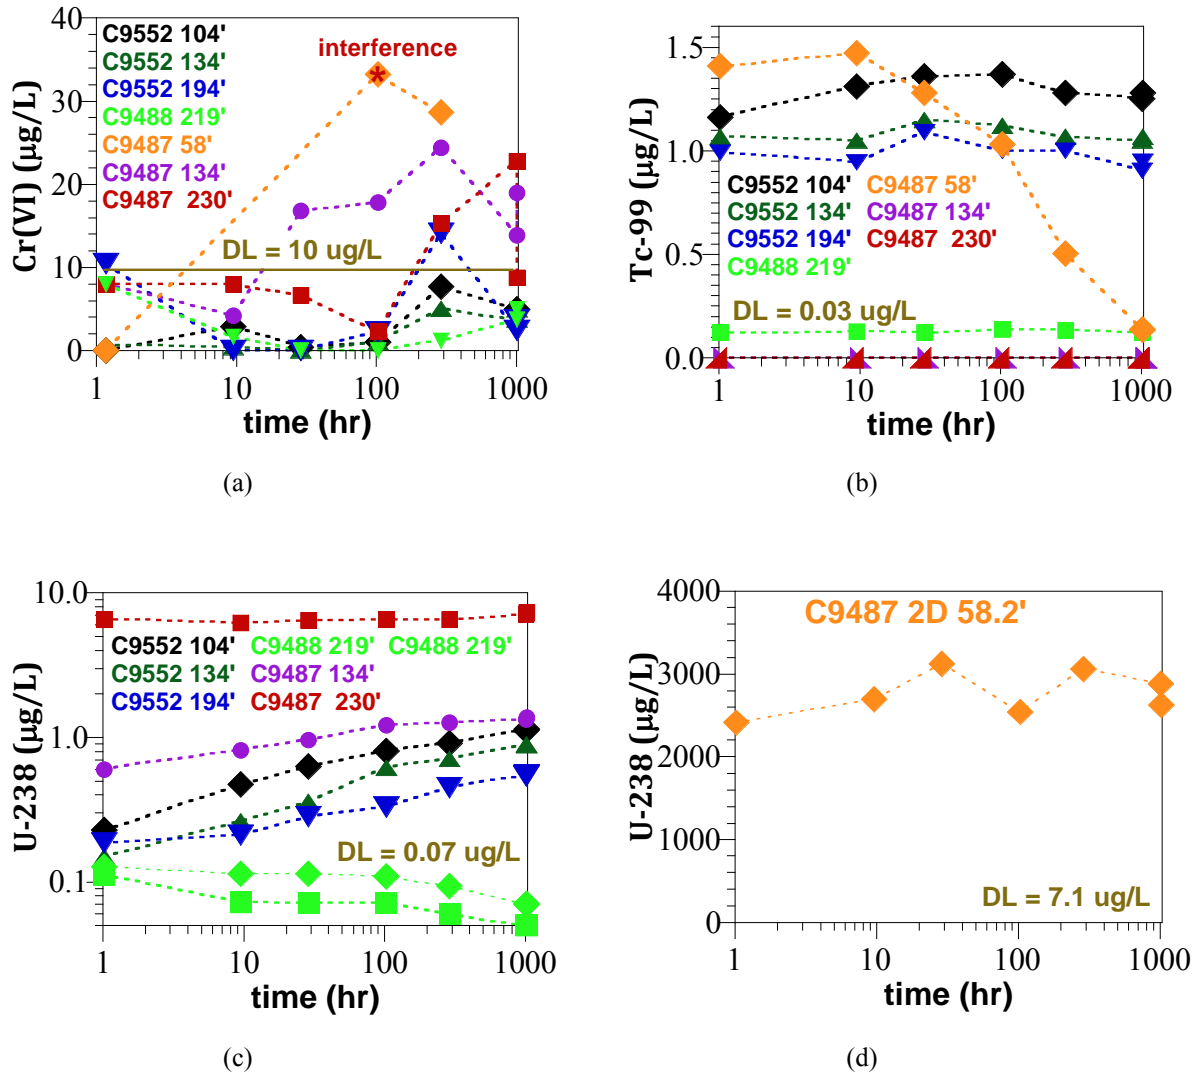 40
30
20
10
0
Cr(VI) (µg/L)
C9552 104'
C9552 134'
C9552 194'
C9488 219'
C9487 58'
C9487 134'
C9487 230'
interference
*
DL = 10 ug/L
1 10 100 1000
time (hr)
(a)
1.5
1.0
0.5
0.0
Tc-99 (µg/L)
C9552 104' C9487 58'
C9552 134' C9487 134'
C9552 194' C9487 230'
C9488 219'
DL = 0.03 ug/L
1 10 100 1000
time (hr)
(b)
10.0
1.0
0.1
U-238 (µg/L)
C9552 104' C9488 219' C9488 219'
C9552 134' C9487 134'
C9552 194' C9487 230'
DL = 0.07 ug/L
1 10 100 1000
time (hr)
(c)
4000
3000
2000
1000
0
U-238 (µg/L)
C9487 2D 58.2'
DL = 7.1 ug/L
1 10 100 1000
time (hr)
(d)